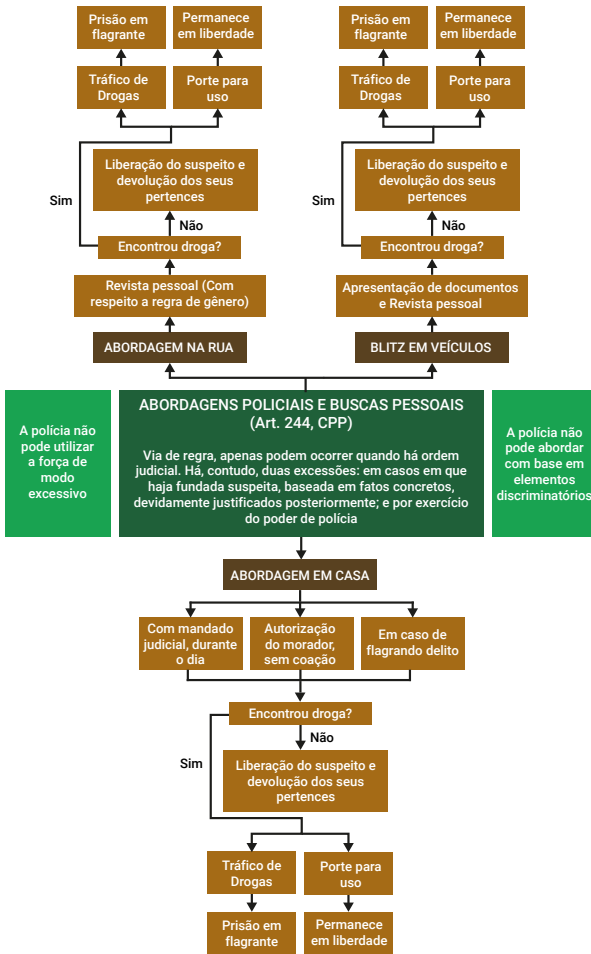 Prisão em
flagrante
Permanece
em liberdade
Prisão em
flagrante
Permanece
em liberdade
Tráfico de
Drogas
Porte para
uso
Tráfico de
Drogas
Porte para
uso
Liberação do suspeito e
devolução dos seus
pertences
Liberação do suspeito e
devolução dos seus
pertences
Sim
Não
Sim
Não
Encontrou droga?
Encontrou droga?
Revista pessoal (Com
respeito a regra de gênero)
Apresentação de documentos
e Revista pessoal
ABORDAGEM NA RUA
BLITZ EM VEÍCULOS
A polícia não
pode utilizar
a força de
modo
excessivo
ABORDAGENS POLICIAIS E BUSCAS PESSOAIS
(Art. 244, CPP)
Via de regra, apenas podem ocorrer quando há ordem
judicial. Há, contudo, duas excessões: em casos em que
haja fundada suspeita, baseada em fatos concretos,
devidamente justificados posteriormente; e por exercício
do poder de polícia
A polícia não
pode abordar
com base em
elementos
discriminatórios
ABORDAGEM EM CASA
Com mandado
judicial, durante
o dia
Autorização
do morador,
sem coação
Em caso de
flagrando delito
Encontrou droga?
Não
Sim
Liberação do suspeito e
devolução dos seus
pertences
Tráfico de
Drogas
Porte para
uso
Prisão em
flagrante
Permanece
em liberdade